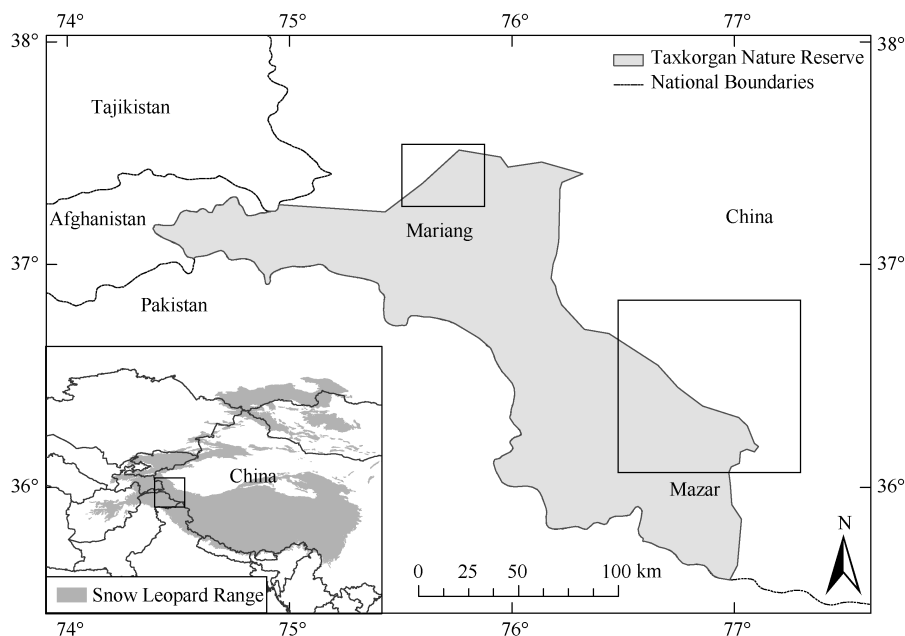 74° 75° 76° 77°
38° 38°
Taxkorgan Nature Reserve
National Boundaries
Tajikistan
Afghanistan
China
Mariang
37° 37°
Pakistan
China
36° 36°
Mazar
N
0 25 50 100 km
Snow Leopard Range
74° 75° 76° 77°